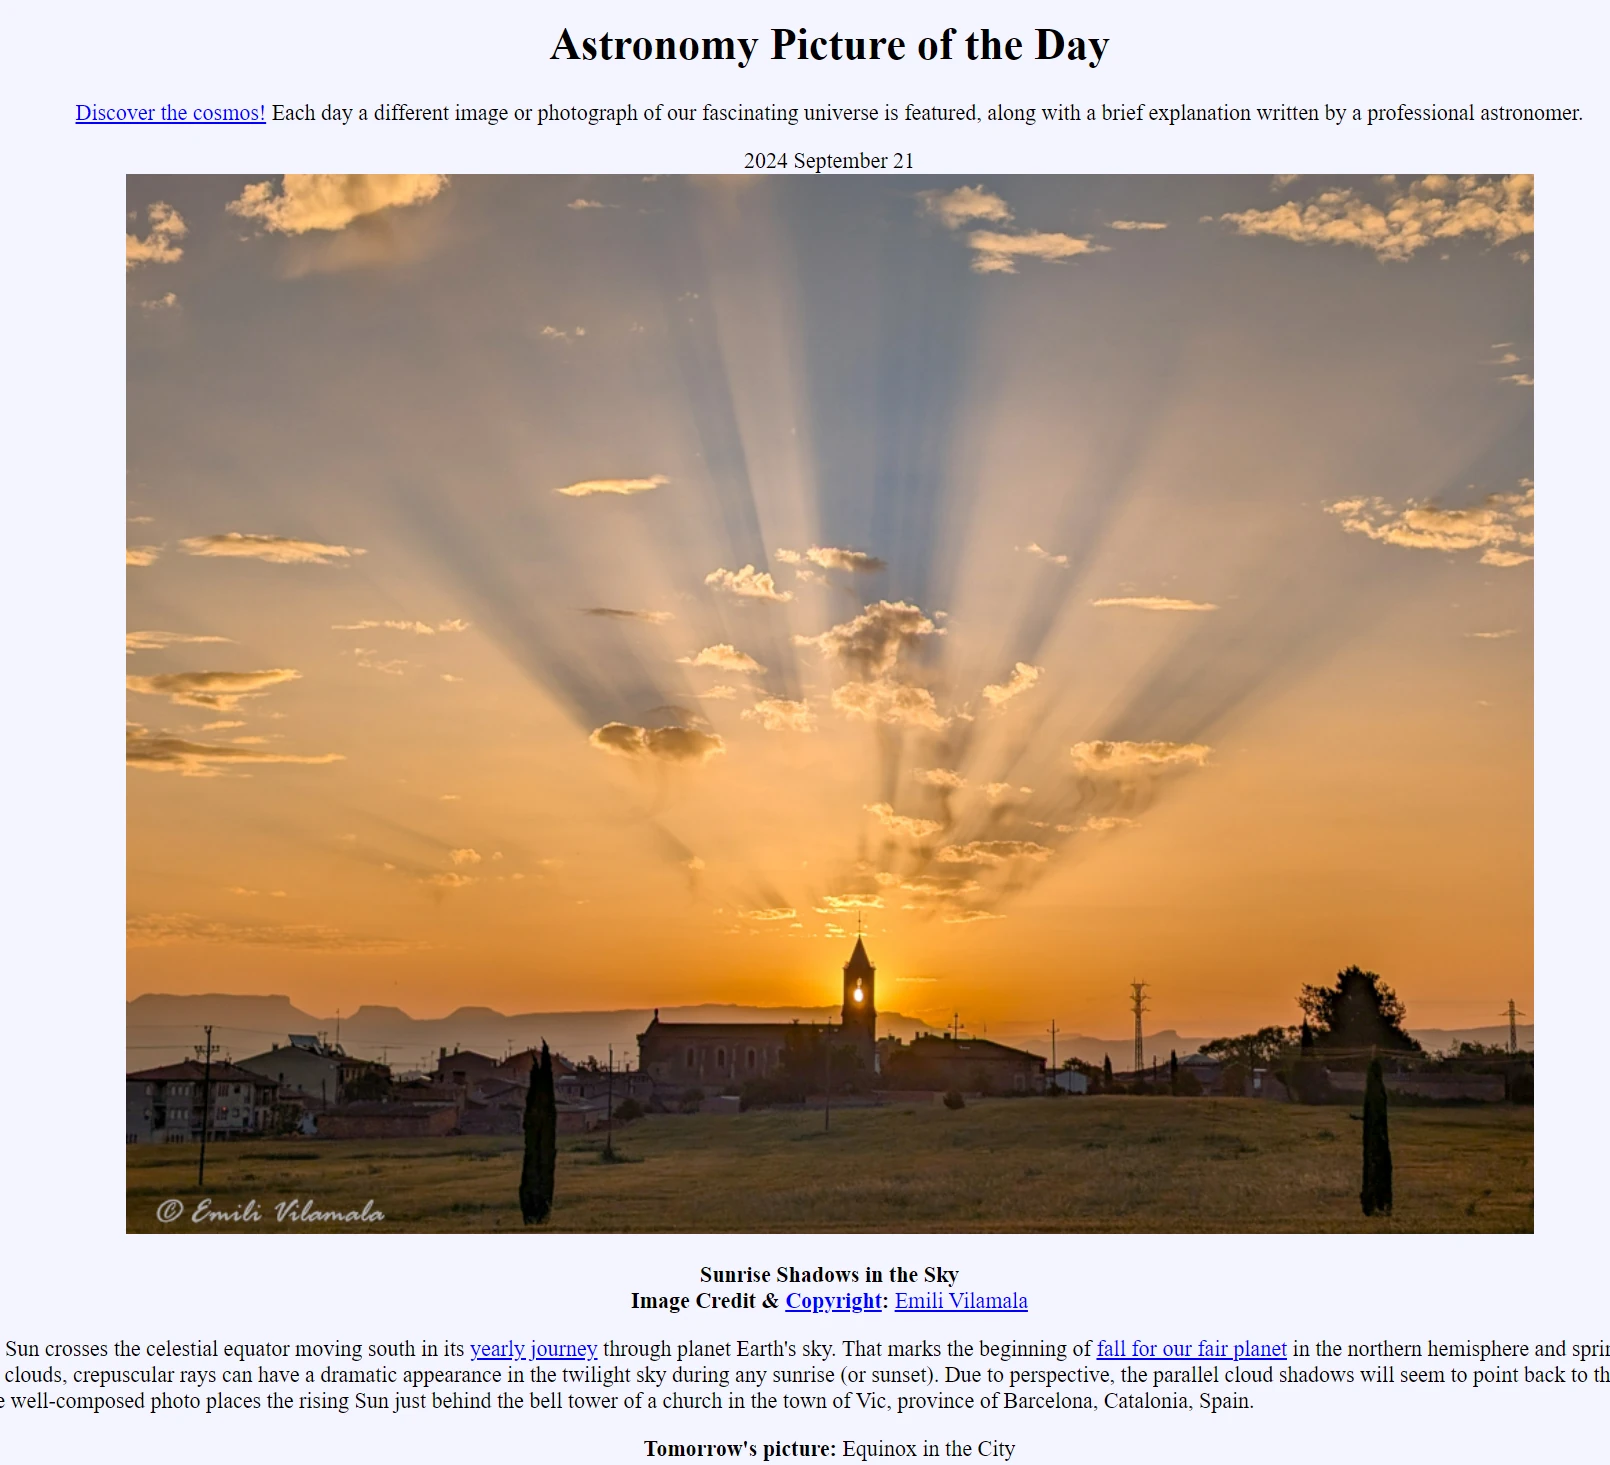 Astronomy Picture of the Day
Discover the cosmos! Each day a different image or photograph of our fascinating universe is featured, along with a brief explanation written by a professional astronomer.
2024 September 21
© Emili Vilamala
Sunrise Shadows in the Sky
Image Credit & Copyright: Emili Vilamala
Sun crosses the celestial equator moving south in its yearly journey through planet Earth's sky. That marks the beginning of fall for our fair planet in the northern hemisphere and
clouds, crepuscular rays can have a dramatic appearance in the twilight sky during any sunrise (or sunset). Due to perspective, the parallel cloud shadows will seem to point back to
well-composed photo places the rising Sun just behind the bell tower of a church in the town of Vic, province of Barcelona, Catalonia, Spain.
Tomorrow's picture: Equinox in the City